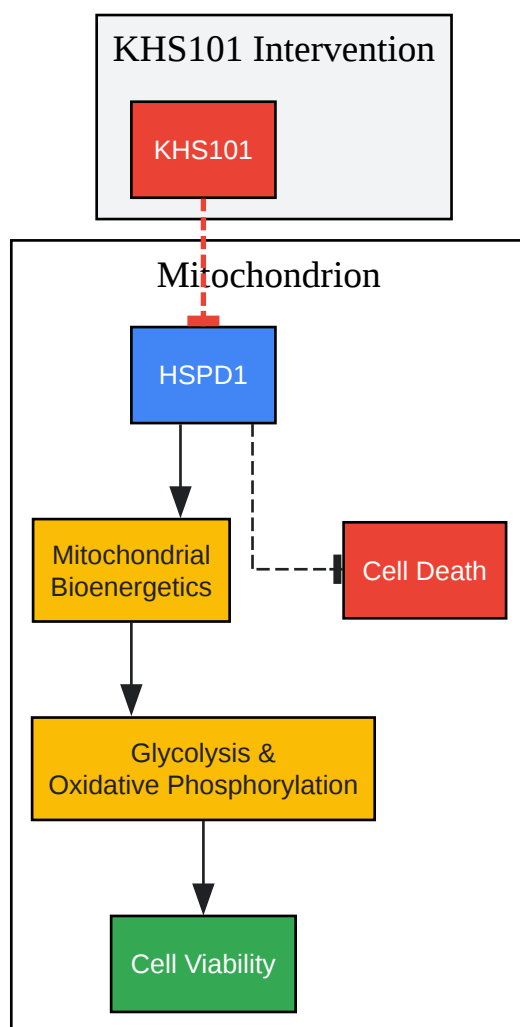 KHS101 Intervention
KHS101
Mitochondrion
HSPD1
Mitochondrial
Bioenergetics
Cell Death
Glycolysis &
Oxidative Phosphorylation
Cell Viability